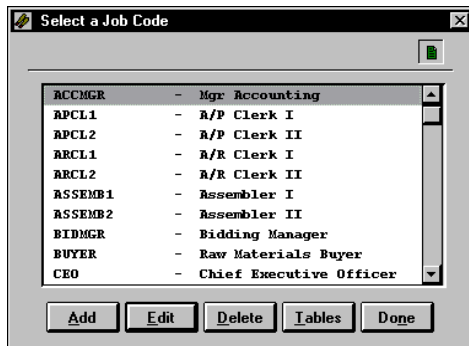 Select a Job Code
ACCMGR - Mgr Accounting
APCL1 - A/P Clerk I
APCL2 - A/P Clerk II
ARCL1 - A/R Clerk I
ARCL2 - A/R Clerk II
ASSEMB1 - Assembler I
ASSEMB2 - Assembler II
BIDMGR - Bidding Manager
BUYER - Raw Materials Buyer
CEO - Chief Executive Officer
Add Edit Delete Tables Done